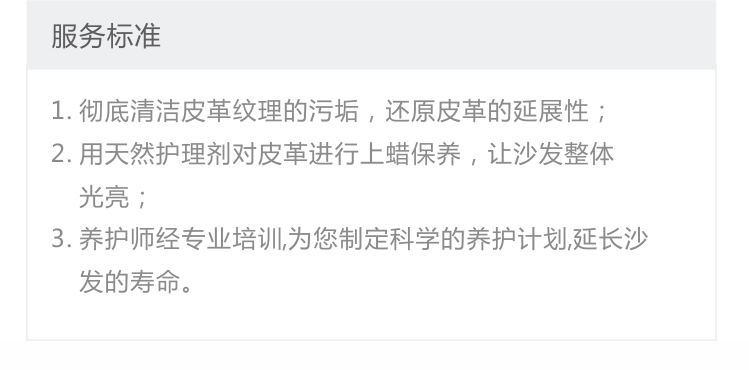 服务标准
1. 彻底清洁皮革纹理的污垢，还原皮革的延展性；
2. 用天然护理剂对皮革进行上蜡保养，让沙发整体
光亮；
3. 养护师经专业培训,为您制定科学的养护计划,延长沙
发的寿命。